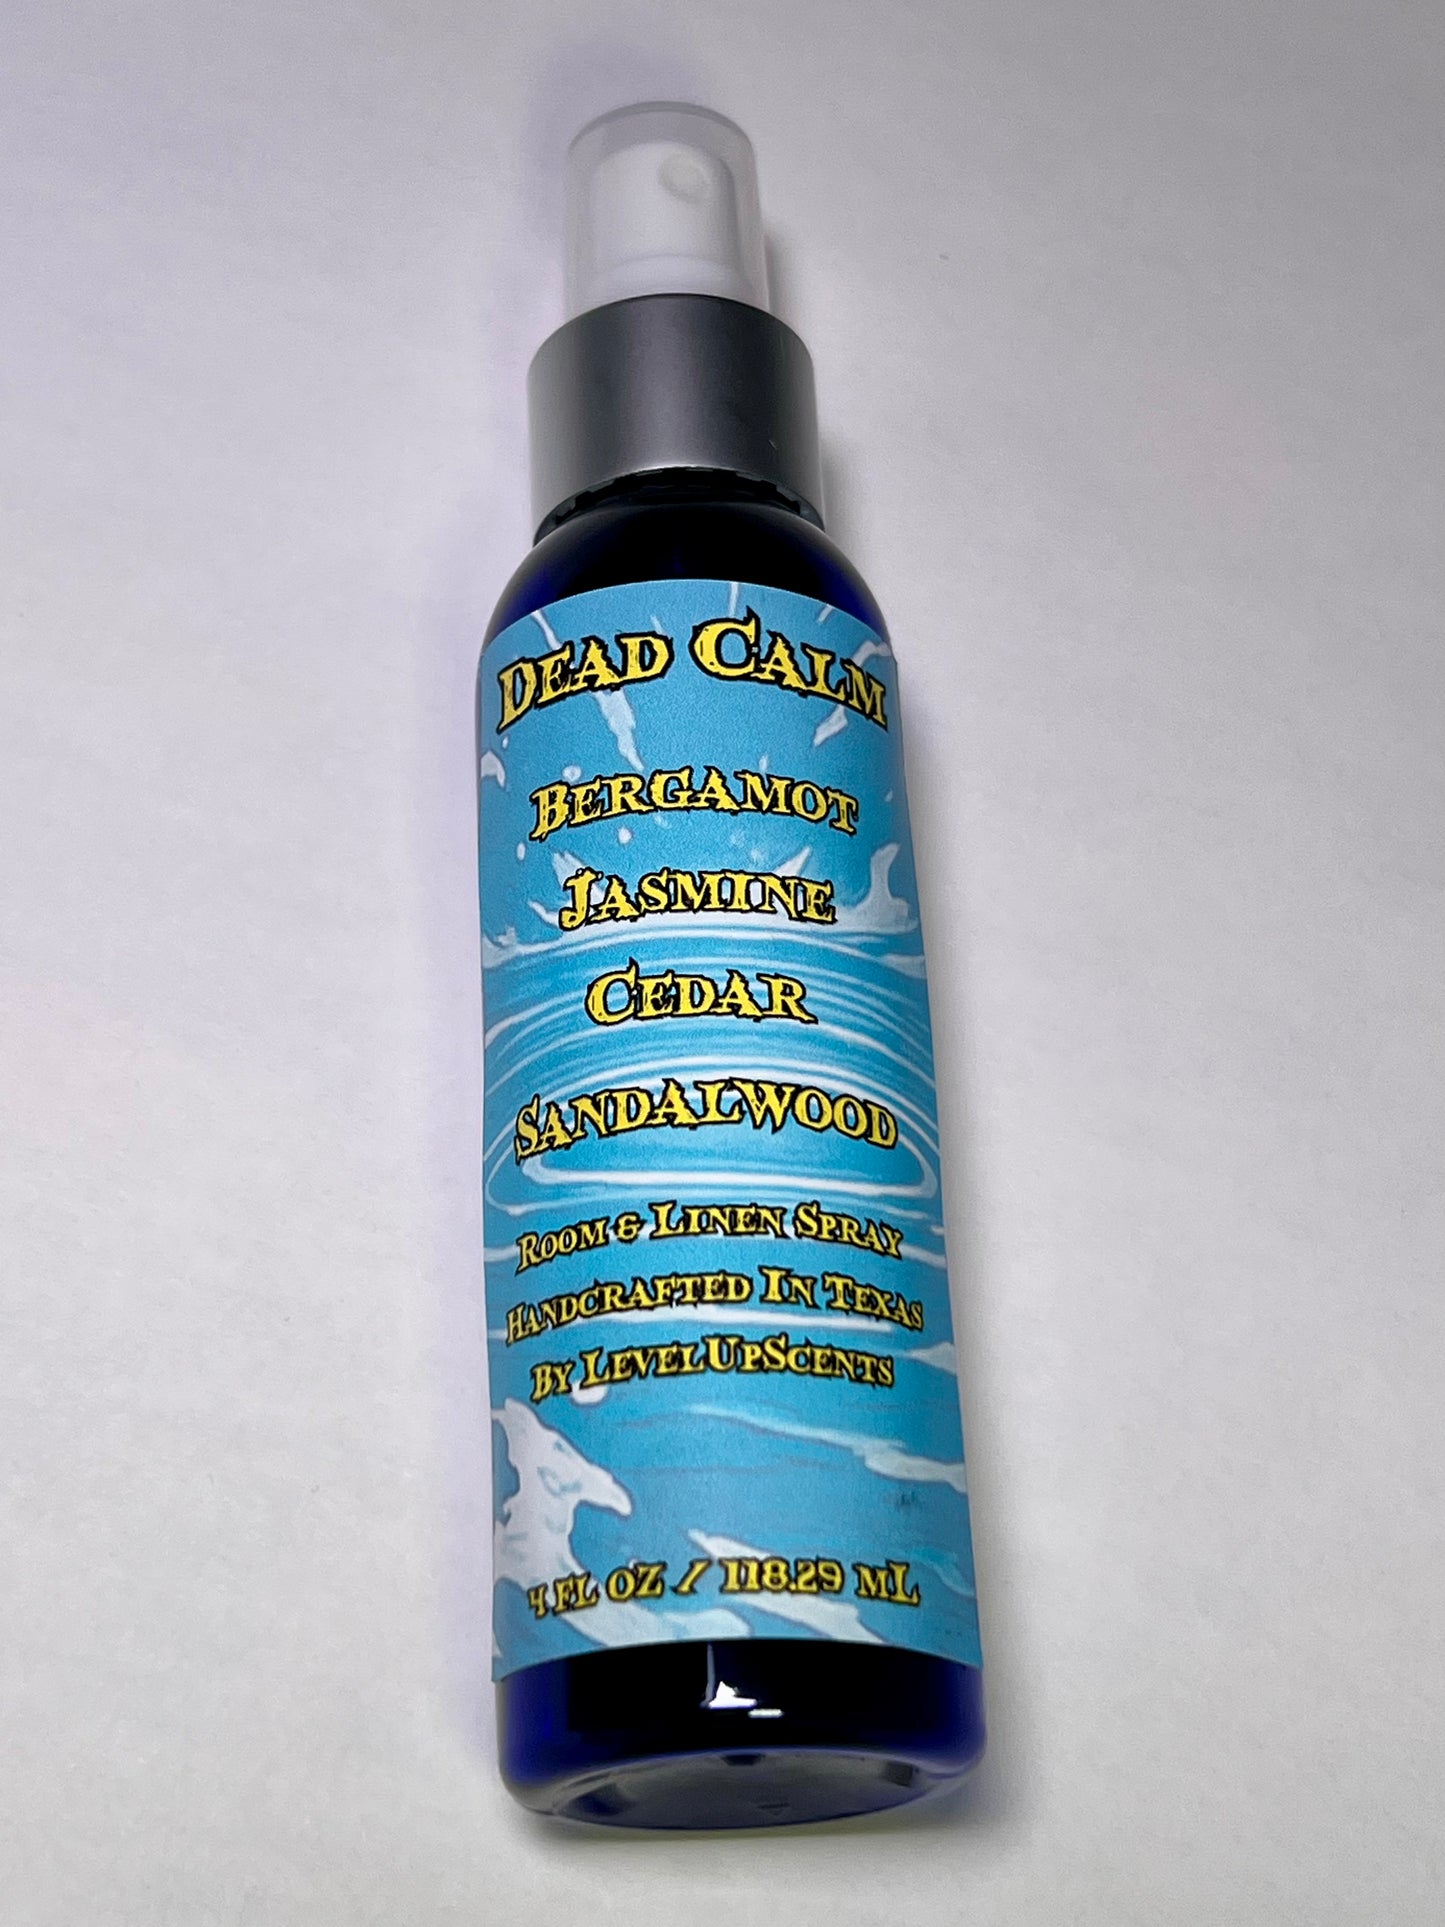 Dead Calm
Bergamot
Jasmine
Cedar
Sandalwood
Room & Linen Spray
Handcrafted In Texas
By LevelUpScents
4 fl oz / 118.29 mL